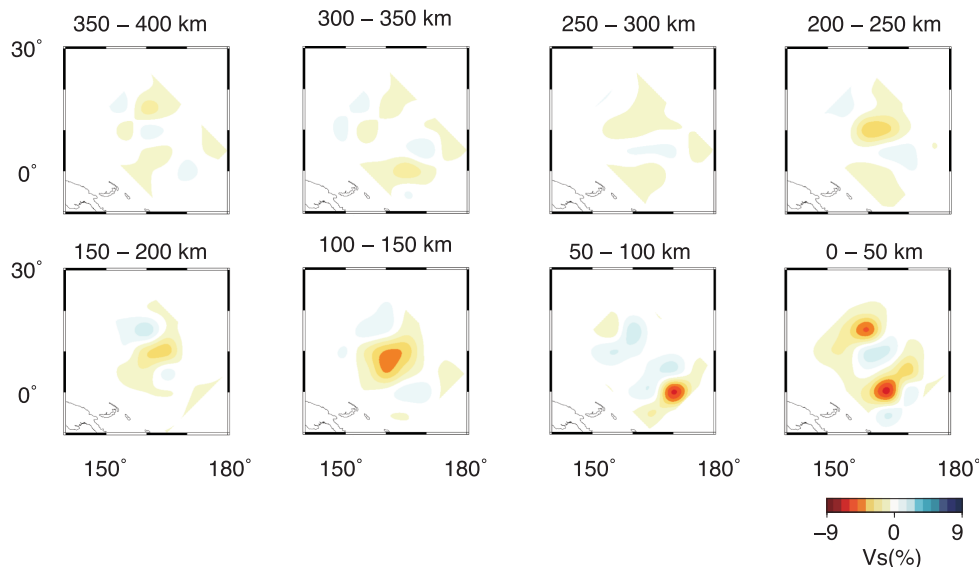 350 – 400 km
300 – 350 km
250 – 300 km
200 – 250 km
30°
0°
150 – 200 km
100 – 150 km
50 – 100 km
0 – 50 km
30°
0°
150° 180° 150° 180° 150° 180° 150° 180°
–9 0 9
Vs(%)